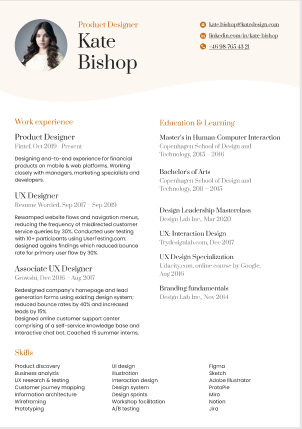 Product Designer
Kate
Bishop
kate.bishop@katedesign.com
linkedin.com/in/kate-bishop
+46 98 765 43 21
Work experience
Product Designer
Fintel, Oct 2019 - Present
Designing end-to-end experience for financial
products on mobile & web platforms. Working
closely with managers, marketing specialists and
developers.
UX Designer
Resume Worded, Sep 2017 – Sep 2019
Revamped website flows and navigation menus,
reducing the frequency of misdirected customer
service queries by 30%. Conducted user testing
with 10+ participants using UserTesting.com;
designed agains findings which reduced bounce
rate for primary user flow by 30%.
Associate UX Designer
Growthsi, Dec 2016 – Aug 2017
Redesigned company's homepage and lead
generation forms using existing design system;
reduced bounce rates by 40% and increased
leads by 15%.
Designed online customer support center
comprising of a self-service knowledge base and
interactive chat tool. Coached 15 summer interns.
Education & Learning
Master's in Human Computer Interaction
Copenhagen School of Design and
Technology, 2015 – 2016
Bachelor's of Arts
Copenhagen School of Design and
Technology, 2011 – 2015
Design Leadership Masterclass
Design Lab Inc, Mar 2020
UX: Interaction Design
Trydesignlab.com, Dec 2017
UX Design Specialization
Udacity.com, online course by Google,
Aug 2016
Branding fundamentals
Design Lab Inc, Nov 2014
Skills
Product discovery
Business analysis
UX research & testing
Customer journey mapping
Information architecture
Wireframing
Prototyping
UI design
Illustration
Interaction design
Design system
Design sprints
Workshop facilitation
A/B testing
Figma
Sketch
Adobe Illustrator
ProtoPie
Miro
Notion
Jira